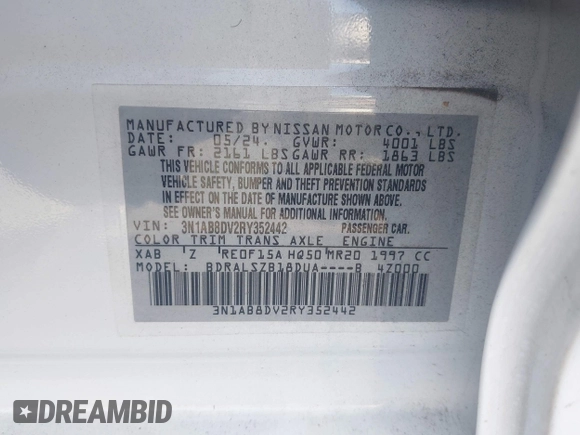 MANUFACTURED BY NISSAN MOTOR CO., LTD.
DATE: 05/24. GVWR: 4001 LBS
GAWR FR: 2161 LBS GAWR RR: 1863 LBS
THIS VEHICLE CONFORMS TO ALL APPLICABLE FEDERAL MOTOR
VEHICLE SAFETY, BUMPER AND THEFT PREVENTION STANDARDS
IN EFFECT ON THE DATE OF MANUFACTURE SHOWN ABOVE.
SEE OWNERS MANUAL FOR ADDITIONAL INFORMATION.
VIN: 3N1AB8DV2RY352442 PASSENGER CAR.
COLOR TRIM TRANS AXLE ENGINE
XAB Z RE0F15A HQ50 MR20 1997 CC
MODEL: BDRALSZB18DUA----B 4Z000
3N1AB8DV2RY352442
DREAMBID